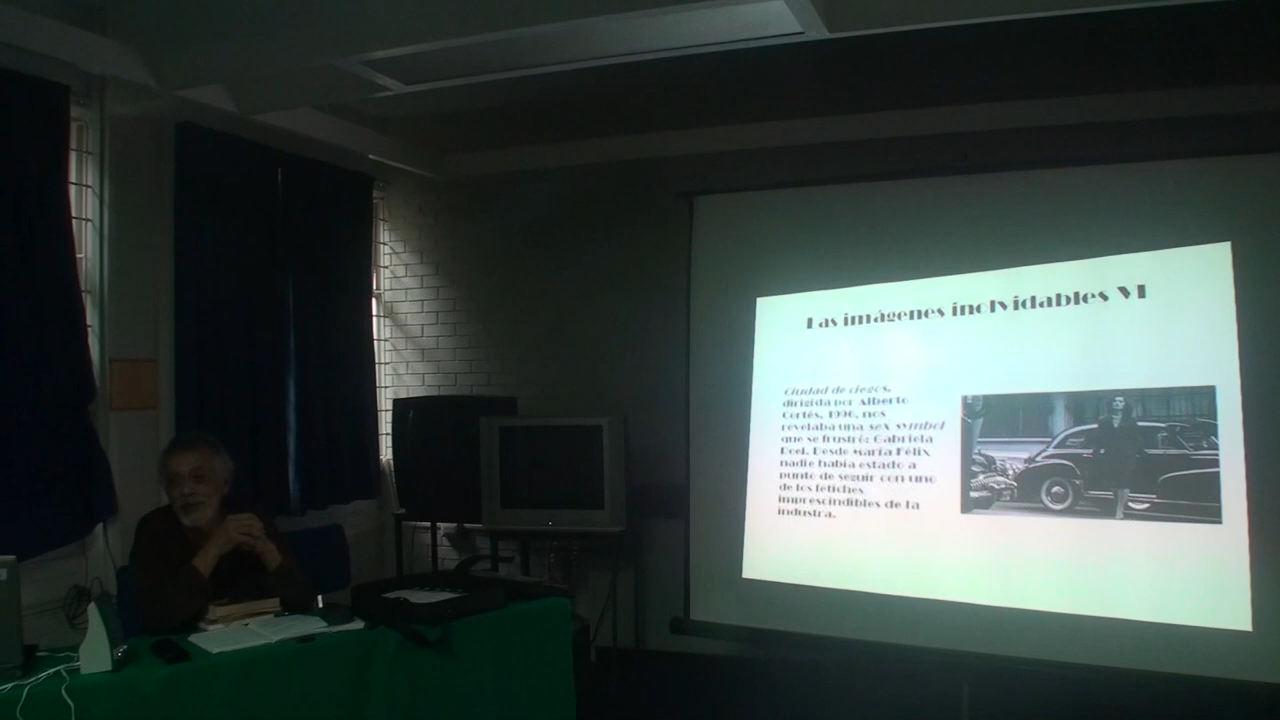 Las imágenes inolvidables VI
Ciudad de ciegos,
dirigida por Alberto
Cortés, 1990, nos
revelaba una sex symbol
que se frustró: Gabriela
Roel. Desde María Félix
nadie había estado a
punto de seguir con uno
de los fetiches
imprescindibles de la
industria.